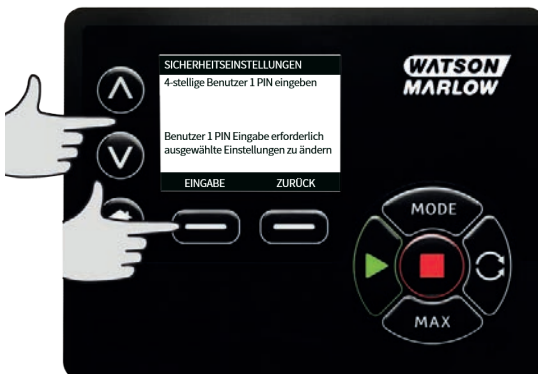 SICHERHEITSEINSTELLUNGEN
4-stellige Benutzer 1 PIN eingeben
Benutzer 1 PIN Eingabe erforderlich
ausgewählte Einstellungen zu ändern
EINGABE ZURÜCK
WATSON
MARLOW
MODE
MAX